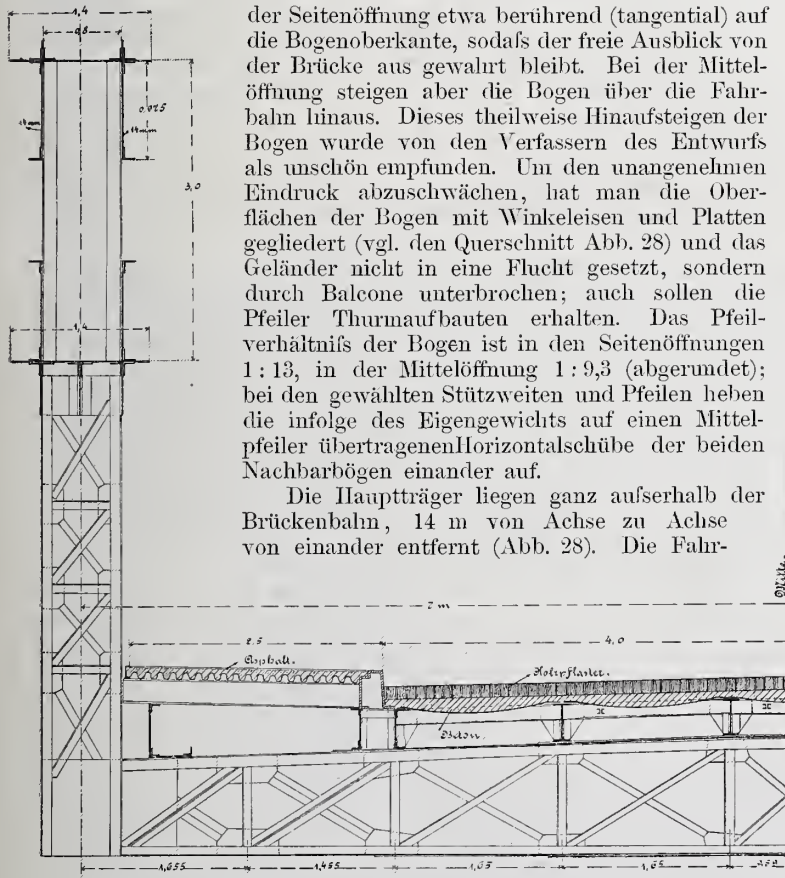 der Seitenöffnung etwa berührend (tangential) auf
die Bogenoberkante, sodaſs der freie Ausblick von
der Brücke aus gewahrt bleibt. Bei der Mittel-
öffnung steigen aber die Bogen über die Fahr-
bahn hinaus. Dieses theilweise Hinaufsteigen der
Bogen wurde von den Verfassern des Entwurfs
als unschön empfunden. Um den unangenehmen
Eindruck abzuschwächen, hat man die Ober-
flächen der Bogen mit Winkeleisen und Platten
gegliedert (vgl. den Querschnitt Abb. 28) und das
Geländer nicht in eine Flucht gesetzt, sondern
durch Balcone unterbrochen; auch sollen die
Pfeiler Thurmaufbauten erhalten. Das Pfeil-
verhältniſs der Bogen ist in den Seitenöffnungen
1 : 13, in der Mittelöffnung 1 : 9,3 (abgerundet);
bei den gewählten Stützweiten und Pfeilen heben
die infolge des Eigengewichts auf einen Mittel-
pfeiler übertragenen Horizontalschübe der beiden
Nachbarbögen einander auf.
Die Hauptträger liegen ganz auſserhalb der
Brückenbahn, 14 m von Achse zu Achse
von einander entfernt (Abb. 28). Die Fahr-
1,4
0,8
0,925
3,0
1,4
7 m
2,5
4,0
Asphalt.
Holzpflaster.
Beton.
1,655
1,455
1,65
1,65